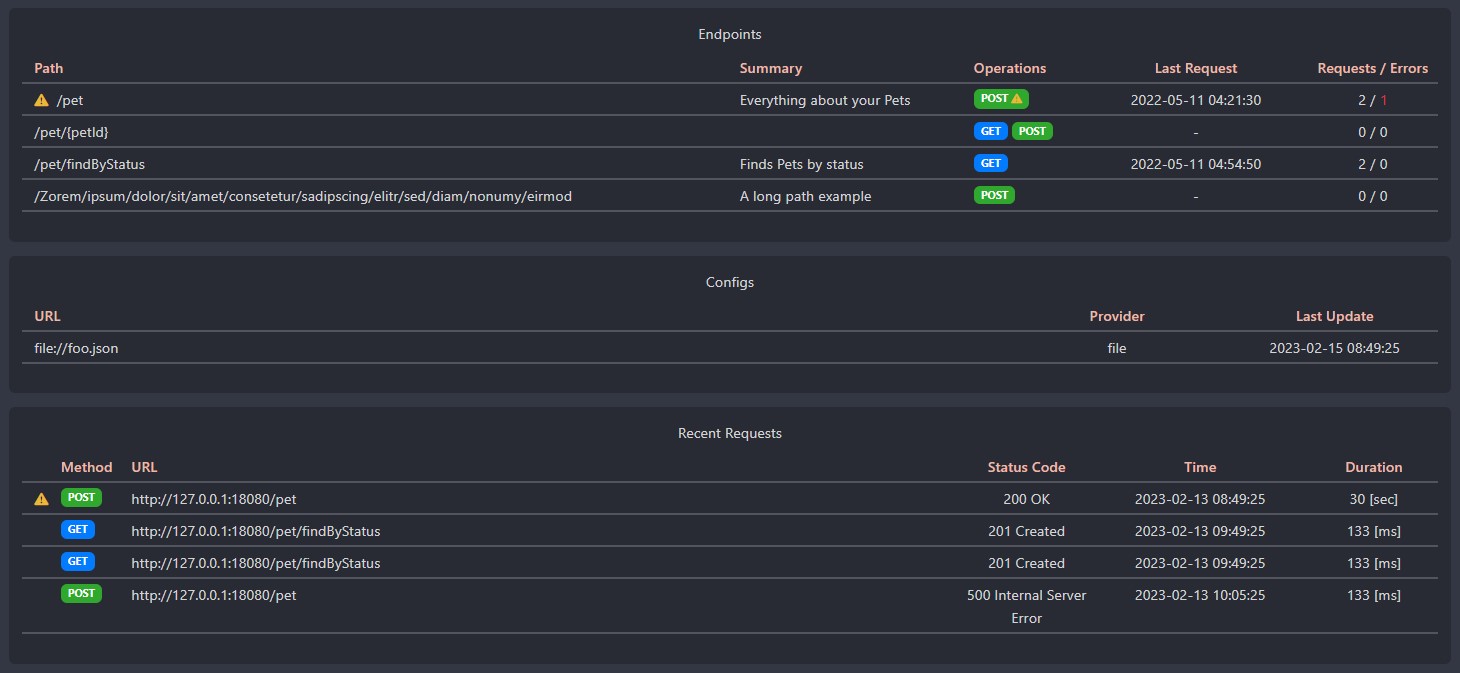 Endpoints
Path Summary Operations Last Request Requests / Errors
/pet Everything about your Pets POST 2022-05-11 04:21:30 2 / 1
/pet/{petId} GET POST - 0 / 0
/pet/findByStatus Finds Pets by status GET 2022-05-11 04:54:50 2 / 0
/Zorem/ipsum/dolor/sit/amet/consetetur/sadipscing/elitr/sed/diam/nonumy/eirmod A long path example POST - 0 / 0
Configs
URL Provider Last Update
file://foo.json file 2023-02-15 08:49:25
Recent Requests
Method URL Status Code Time Duration
POST http://127.0.0.1:18080/pet 200 OK 2023-02-13 08:49:25 30 [sec]
GET http://127.0.0.1:18080/pet/findByStatus 201 Created 2023-02-13 09:49:25 133 [ms]
GET http://127.0.0.1:18080/pet/findByStatus 201 Created 2023-02-13 09:49:25 133 [ms]
POST http://127.0.0.1:18080/pet 500 Internal Server 2023-02-13 10:05:25 133 [ms]
Error